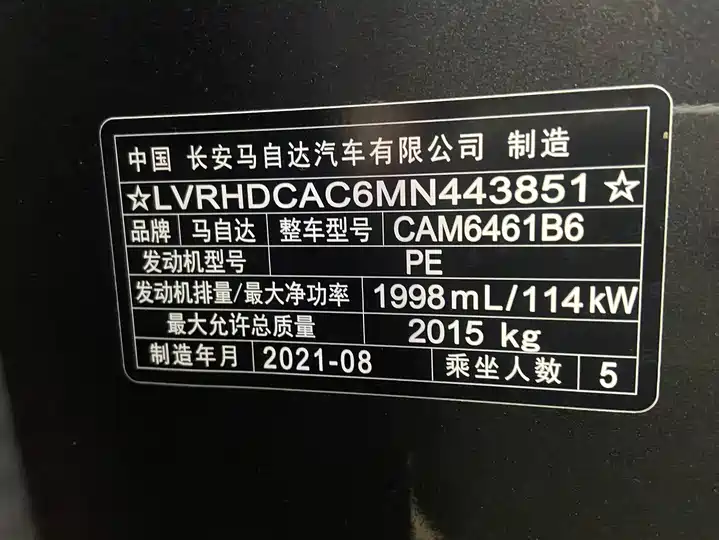 中国 长安马自达汽车有限公司 制造
☆LVRHDCAC6MN443851☆
品牌 马自达 整车型号 CAM6461B6
发动机型号 PE
发动机排量/最大净功率 1998mL/114kW
最大允许总质量 2015 kg
制造年月 2021-08 乘坐人数 5